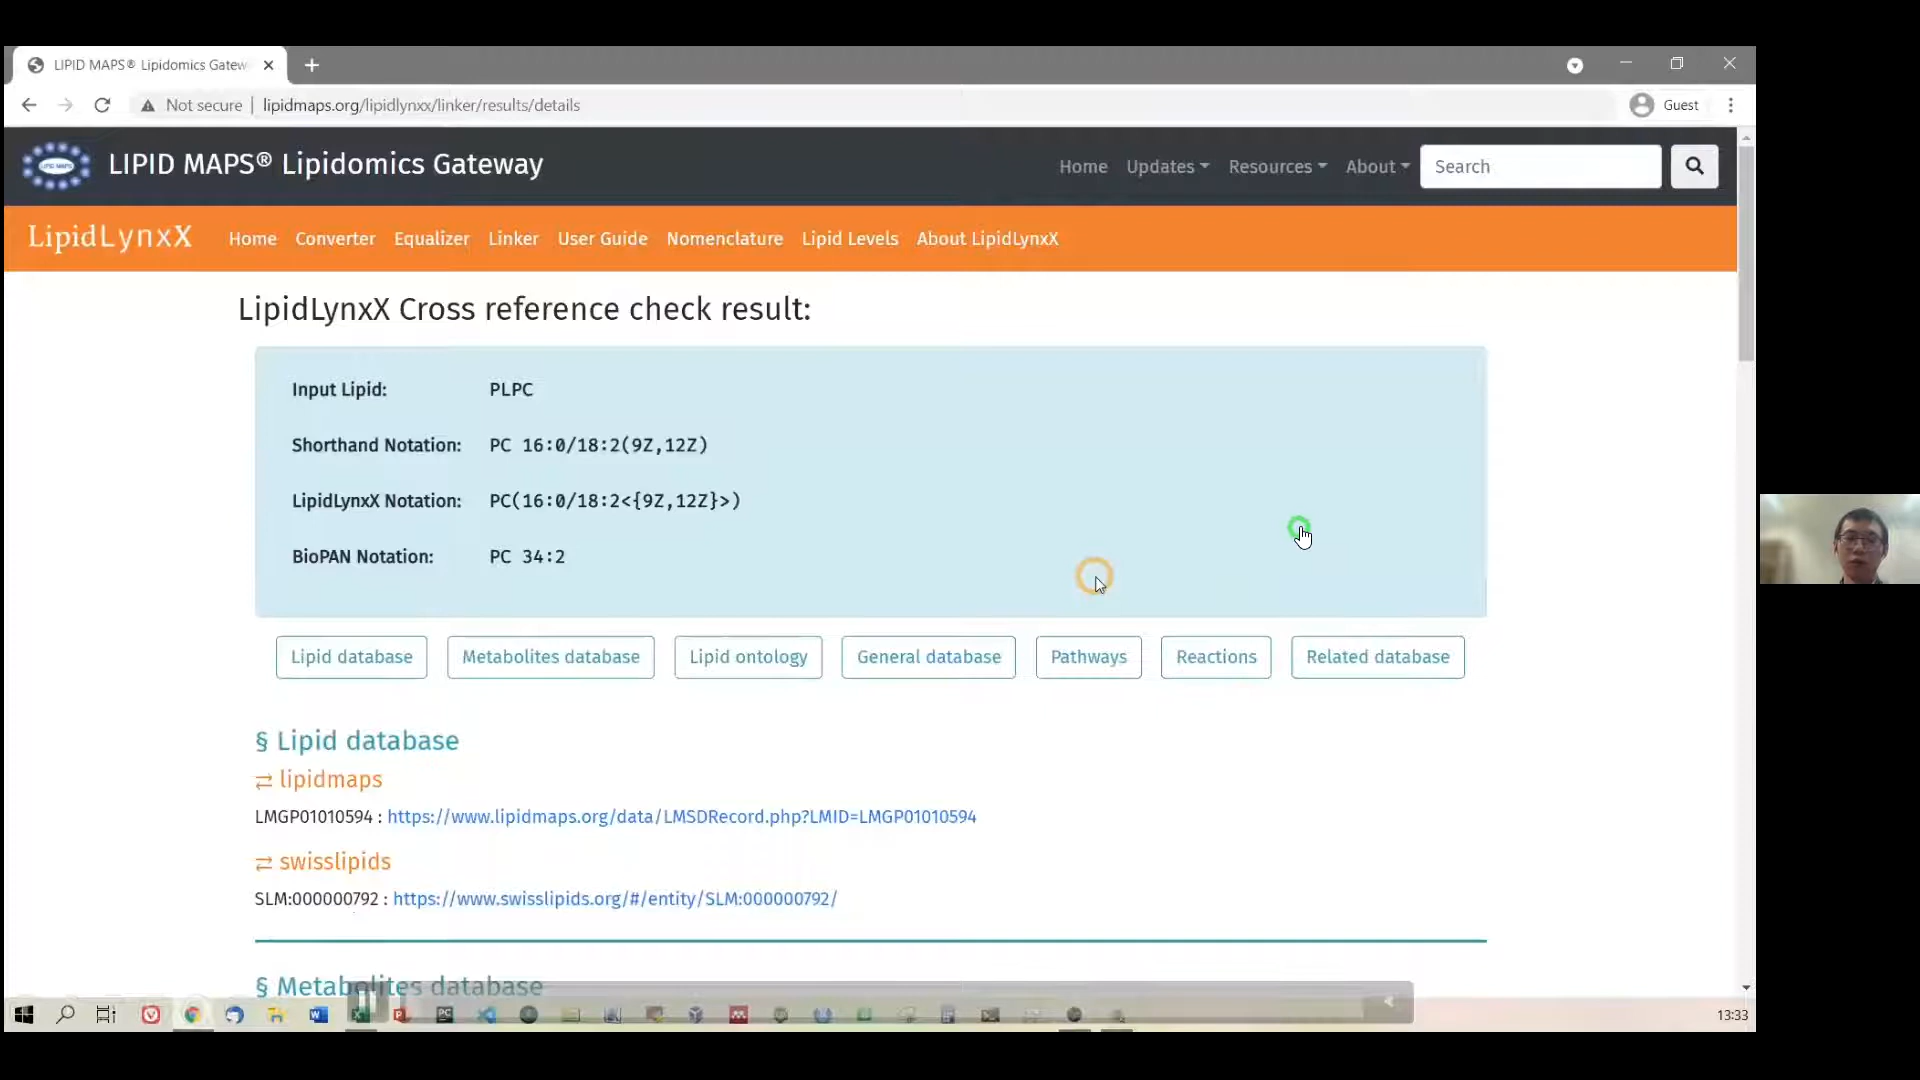 LIPID MAPS® Lipidomics Gatew
Not secure | lipidmaps.org/lipidlynxx/linker/results/details
Guest
LIPID MAPS
LIPID MAPS® Lipidomics Gateway
Home Updates Resources About Search
LipidLynxX Home Converter Equalizer Linker User Guide Nomenclature Lipid Levels About LipidLynxX
LipidLynxX Cross reference check result:
Input Lipid: PLPC
Shorthand Notation: PC 16:0/18:2(9Z,12Z)
LipidLynxX Notation: PC(16:0/18:2<{9Z,12Z}>)
BioPAN Notation: PC 34:2
Lipid database Metabolites database Lipid ontology General database Pathways Reactions Related database
§ Lipid database
⇄ lipidmaps
LMGP01010594 : https://www.lipidmaps.org/data/LMSDRecord.php?LMID=LMGP01010594
⇄ swisslipids
SLM:000000792 : https://www.swisslipids.org/#/entity/SLM:000000792/
§ Metabolites database
13:33